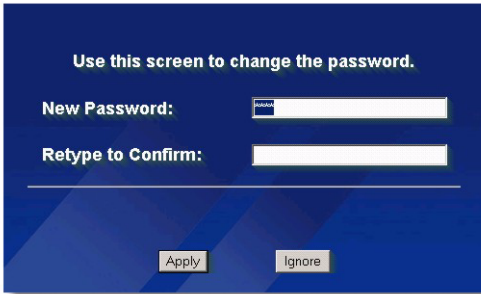 Use this screen to change the password.
New Password:
****
Retype to Confirm:
Apply
Ignore